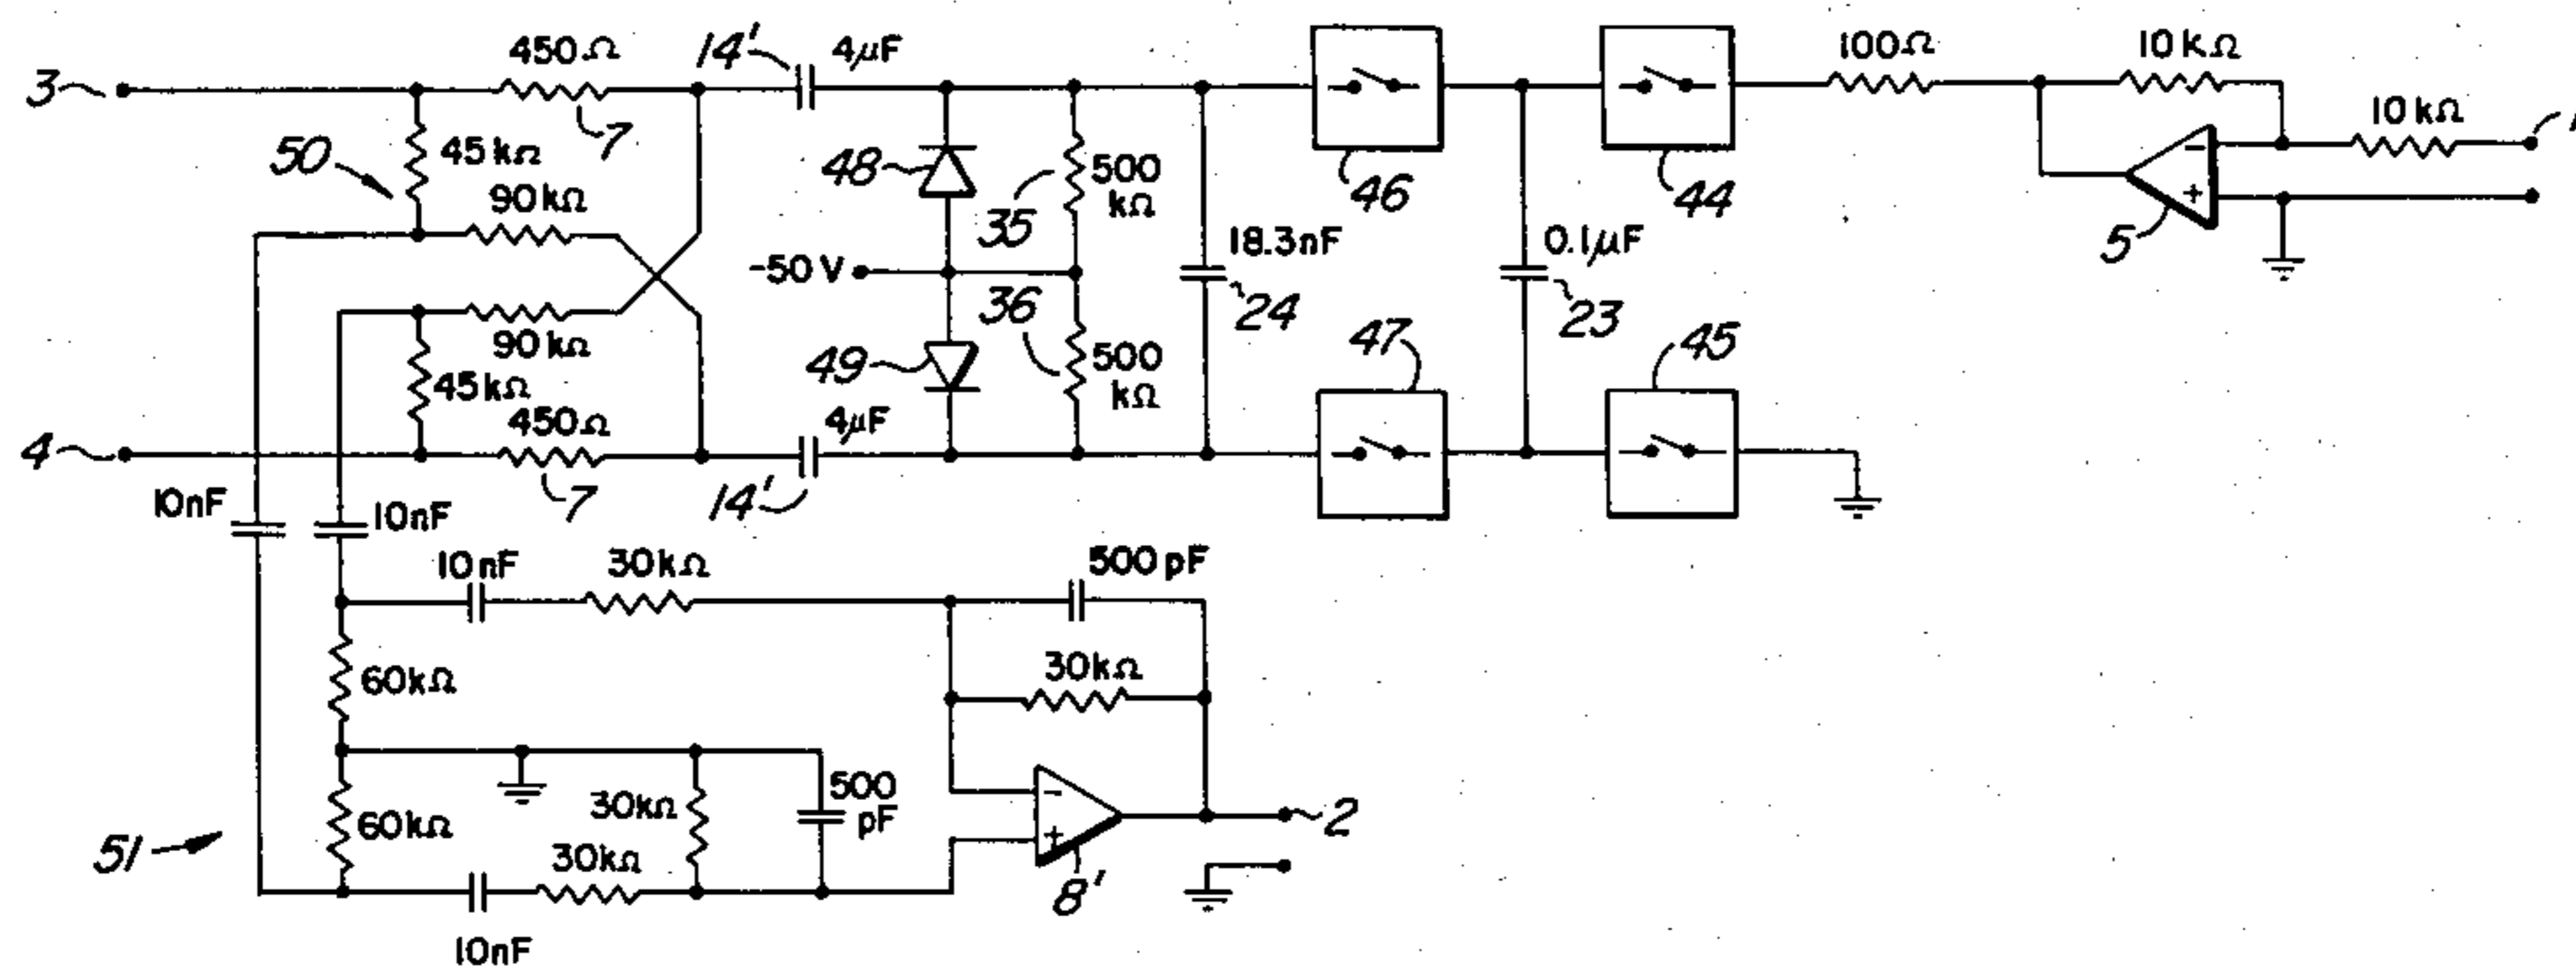 450Ω 14' 4μF 100Ω 10kΩ
3 7 46 44 10kΩ
50 45kΩ 48 500 kΩ
90kΩ 35 5
-50V 18.3nF 0.1μF
90kΩ 36 24 23
45kΩ 49 500 kΩ 47 45
4 450Ω 4μF
10nF 10nF 7 14'
10nF 30kΩ 500pF
60kΩ 30kΩ
51 60kΩ 30kΩ 500 pF - + 2
30kΩ 8'
10nF